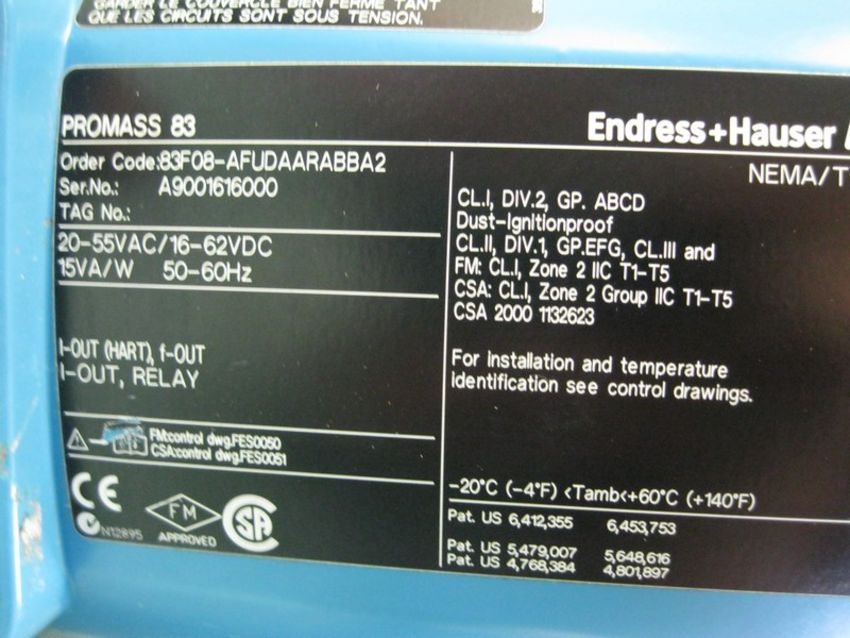 GARDER LE COUVERCLE BIEN FERME TANT
QUE LES CIRCUITS SONT SOUS TENSION.
PROMASS 83
Endress+Hauser
NEMA/T
Order Code:83F08-AFUDAARABBA2
Ser.No.: A9001616000
TAG No.:
20-55VAC/16-62VDC
15VA/W 50-60Hz
I-OUT (HART), f-OUT
I-OUT, RELAY
FM:control dwg.FES0050
CSA:control dwg.FES0051
CE
FM
APPROVED
SA
N12895
CL.I, DIV.2, GP. ABCD
Dust-Ignitionproof
CL.II, DIV.1, GP.EFG, CL.III and
FM: CL.I, Zone 2 IIC T1-T5
CSA: CL.I, Zone 2 Group IIC T1-T5
CSA 2000 1132623
For installation and temperature
identification see control drawings.
-20°C (-4°F) <Tamb<+60°C (+140°F)
Pat. US 6,412,355 6,453,753
Pat. US 5,479,007 5,648,616
Pat. US 4,768,384 4,801,897